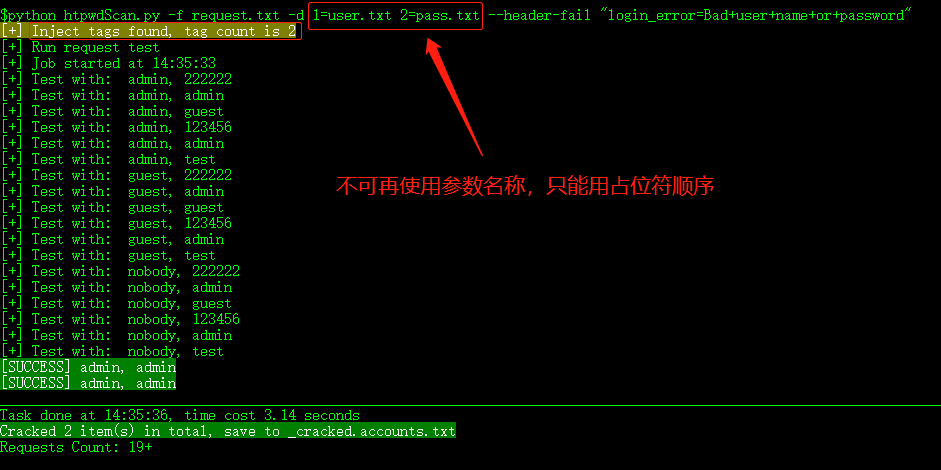 $python htpwdScan.py -f request.txt -d 1=user.txt 2=pass.txt --header-fail "login_error=Bad+user+name+or+password"
[+] Inject tags found, tag count is 2
[+] Run request test
[+] Job started at 14:35:33
[+] Test with:  admin, 222222
[+] Test with:  admin, admin
[+] Test with:  admin, guest
[+] Test with:  admin, 123456
[+] Test with:  admin, admin
[+] Test with:  admin, test
[+] Test with:  guest, 222222
[+] Test with:  guest, admin
[+] Test with:  guest, guest
[+] Test with:  guest, 123456
[+] Test with:  guest, admin
[+] Test with:  guest, test
[+] Test with:  nobody, 222222
[+] Test with:  nobody, admin
[+] Test with:  nobody, guest
[+] Test with:  nobody, 123456
[+] Test with:  nobody, admin
[+] Test with:  nobody, test
[SUCCESS] admin, admin
[SUCCESS] admin, admin
不可再使用参数名称，只能用占位符顺序
Task done at 14:35:36, time cost 3.14 seconds
Cracked 2 item(s) in total, save to _cracked.accounts.txt
Requests Count: 19+